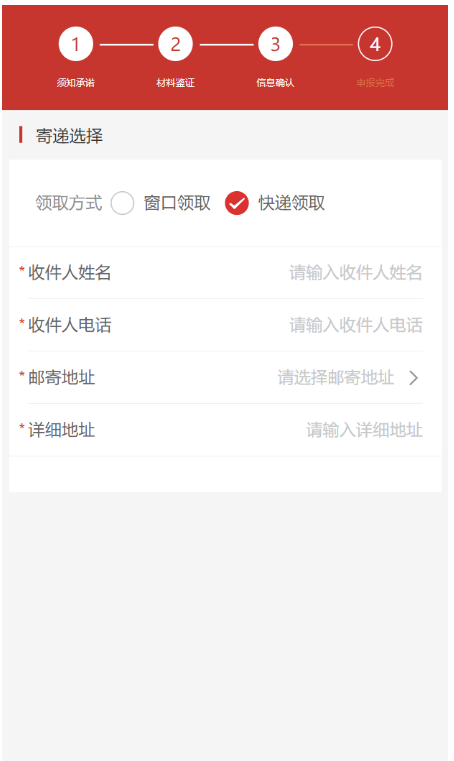 1 2 3 4
须知承诺 材料鉴证 信息确认 申报完成
寄递选择
领取方式 窗口领取 快递领取
* 收件人姓名 请输入收件人姓名
* 收件人电话 请输入收件人电话
* 邮寄地址 请选择邮寄地址
* 详细地址 请输入详细地址